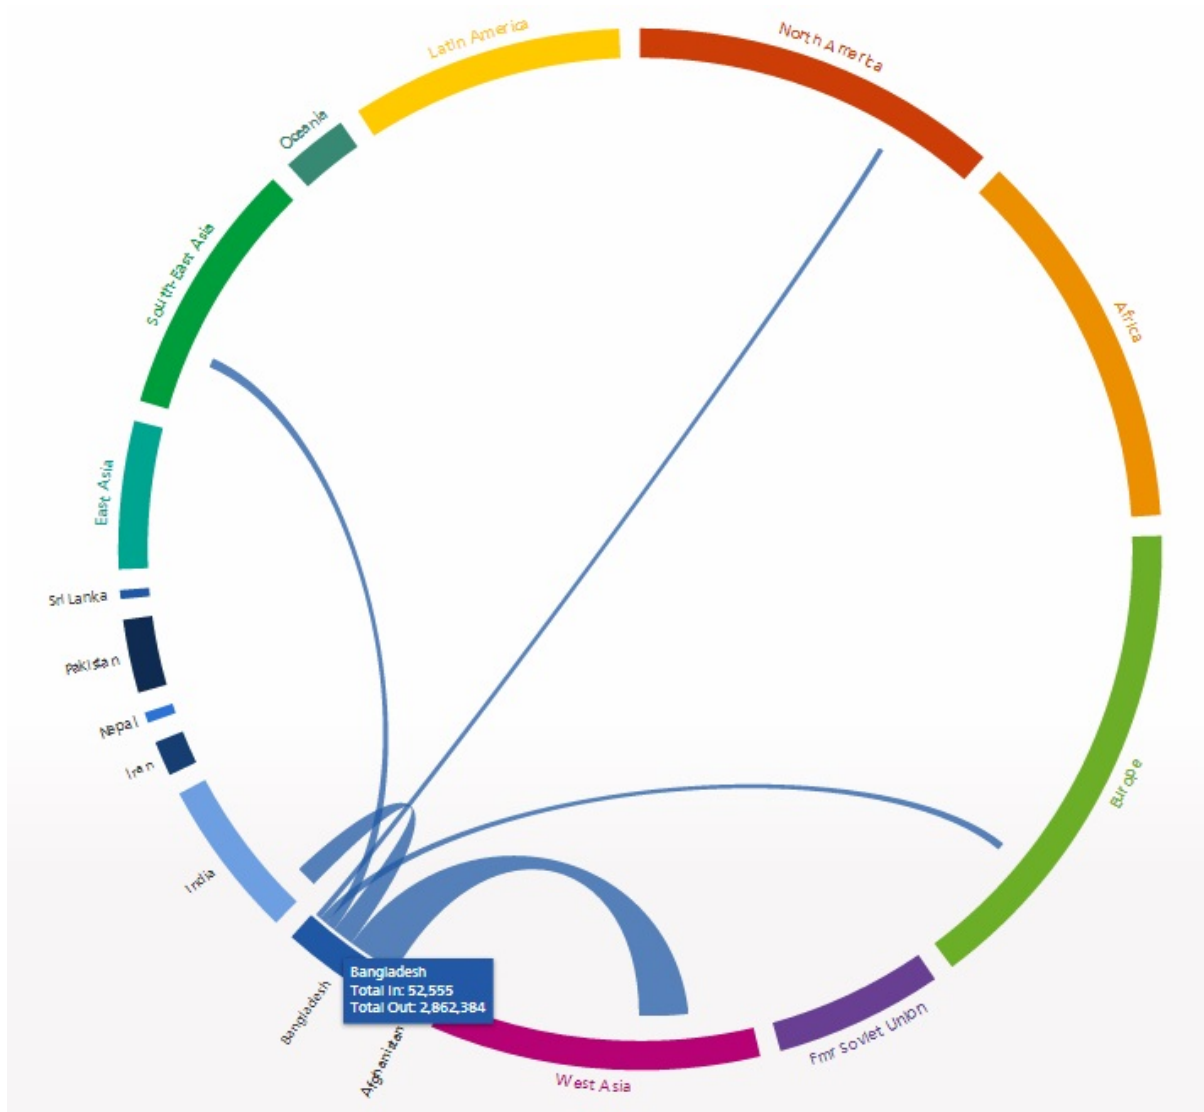 Latin America
North America
Oceania
South-East Asia
Africa
East Asia
Sri Lanka
Pakistan
Nepal
Iran
Europe
India
Bangladesh
Total In: 52,555
Total Out: 2,862,384
Bangladesh
Afghanistan
Fmr Soviet Union
West Asia